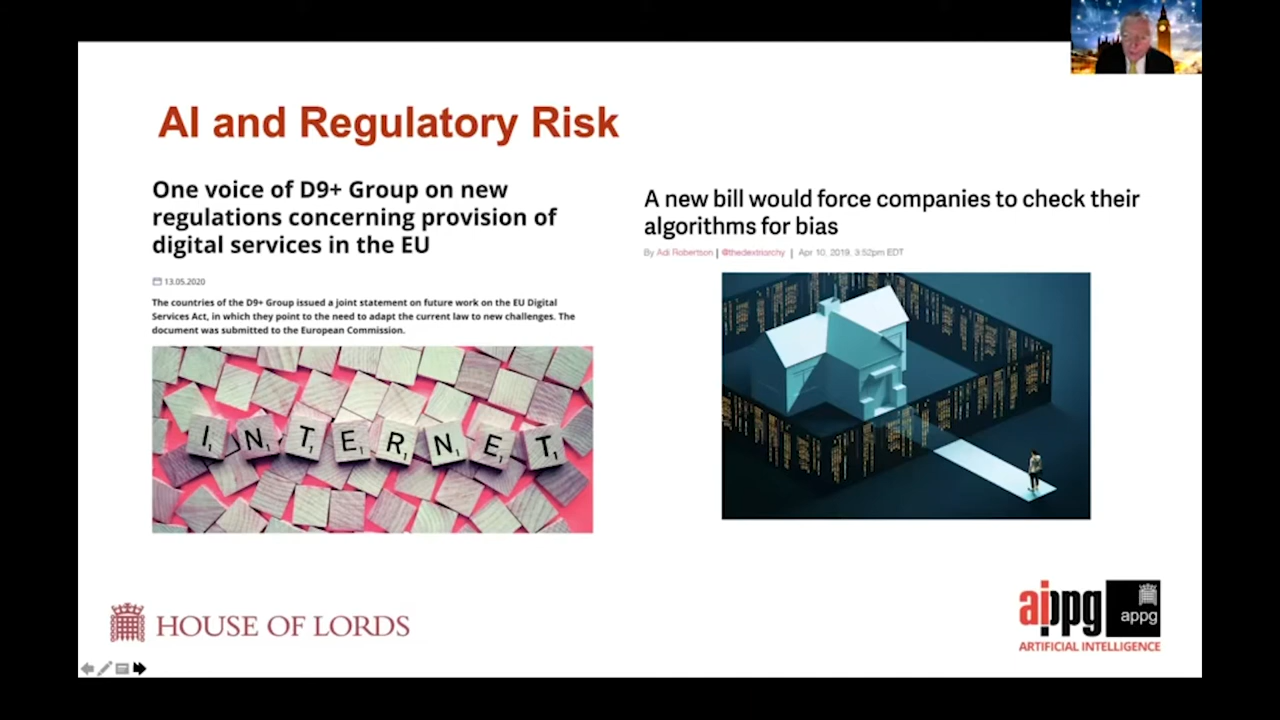 AI and Regulatory Risk
One voice of D9+ Group on new
regulations concerning provision of
digital services in the EU
13.05.2020
The countries of the D9+ Group issued a joint statement on future work on the EU Digital
Services Act, in which they point to the need to adapt the current law to new challenges. The
document was submitted to the European Commission.
INTERNET
A new bill would force companies to check their
algorithms for bias
By Adi Robertson | @thedextriarchy | Apr 10, 2019, 3:52pm EDT
HOUSE OF LORDS
aippg appg
ARTIFICIAL INTELLIGENCE